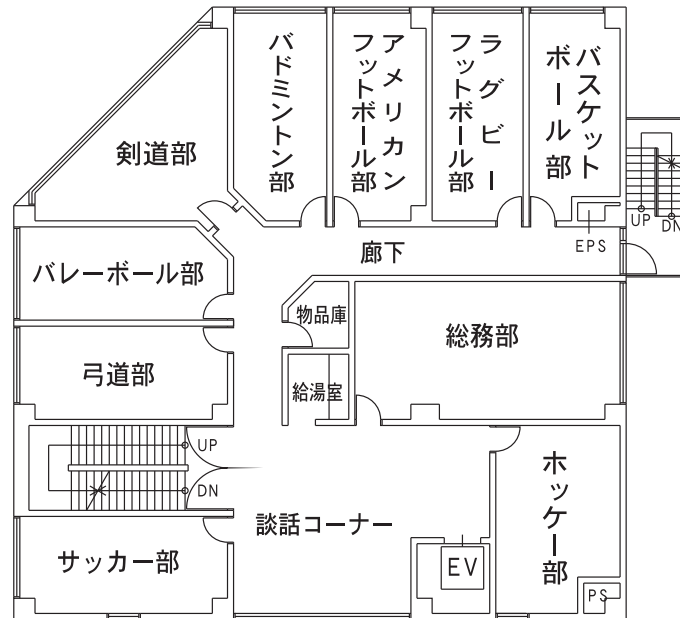 剣道部
バドミントン部
アメリカン
フットボール部
ラグビー
フットボール部
バスケット
ボール部
UP
DN
EPS
廊下
バレーボール部
物品庫
総務部
弓道部
給湯室
UP
DN
談話コーナー
ホッケー部
サッカー部
EV
PS